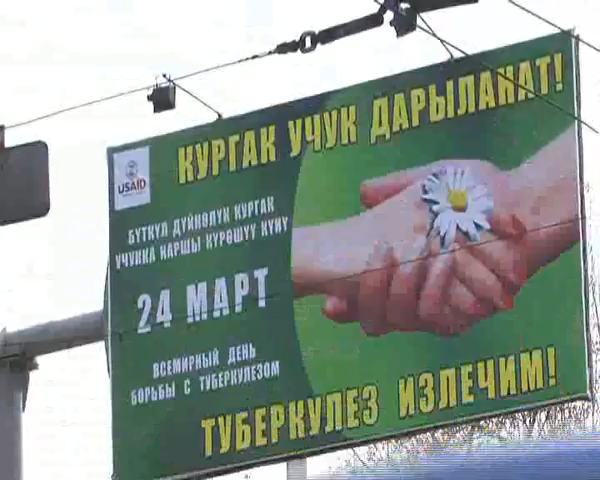 КУРГАК УЧУК ДАРЫЛАНАТ!
USAID
БҮТКҮЛ ДҮЙНӨЛҮК КУРГАК
УЧУККА КАРШЫ КҮРӨШҮҮ КҮНҮ
24 МАРТ
ВСЕМИРНЫЙ ДЕНЬ
БОРЬБЫ С ТУБЕРКУЛЕЗОМ
ТУБЕРКУЛЕЗ ИЗЛЕЧИМ!